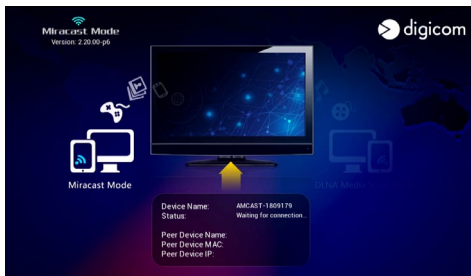 Miracast Mode
Version: 2.20.00-p6
digicom
Miracast Mode
DLNA Media Mode
Device Name: AMCAST-1809179
Status: Waiting for connection..
Peer Device Name:
Peer Device MAC:
Peer Device IP: